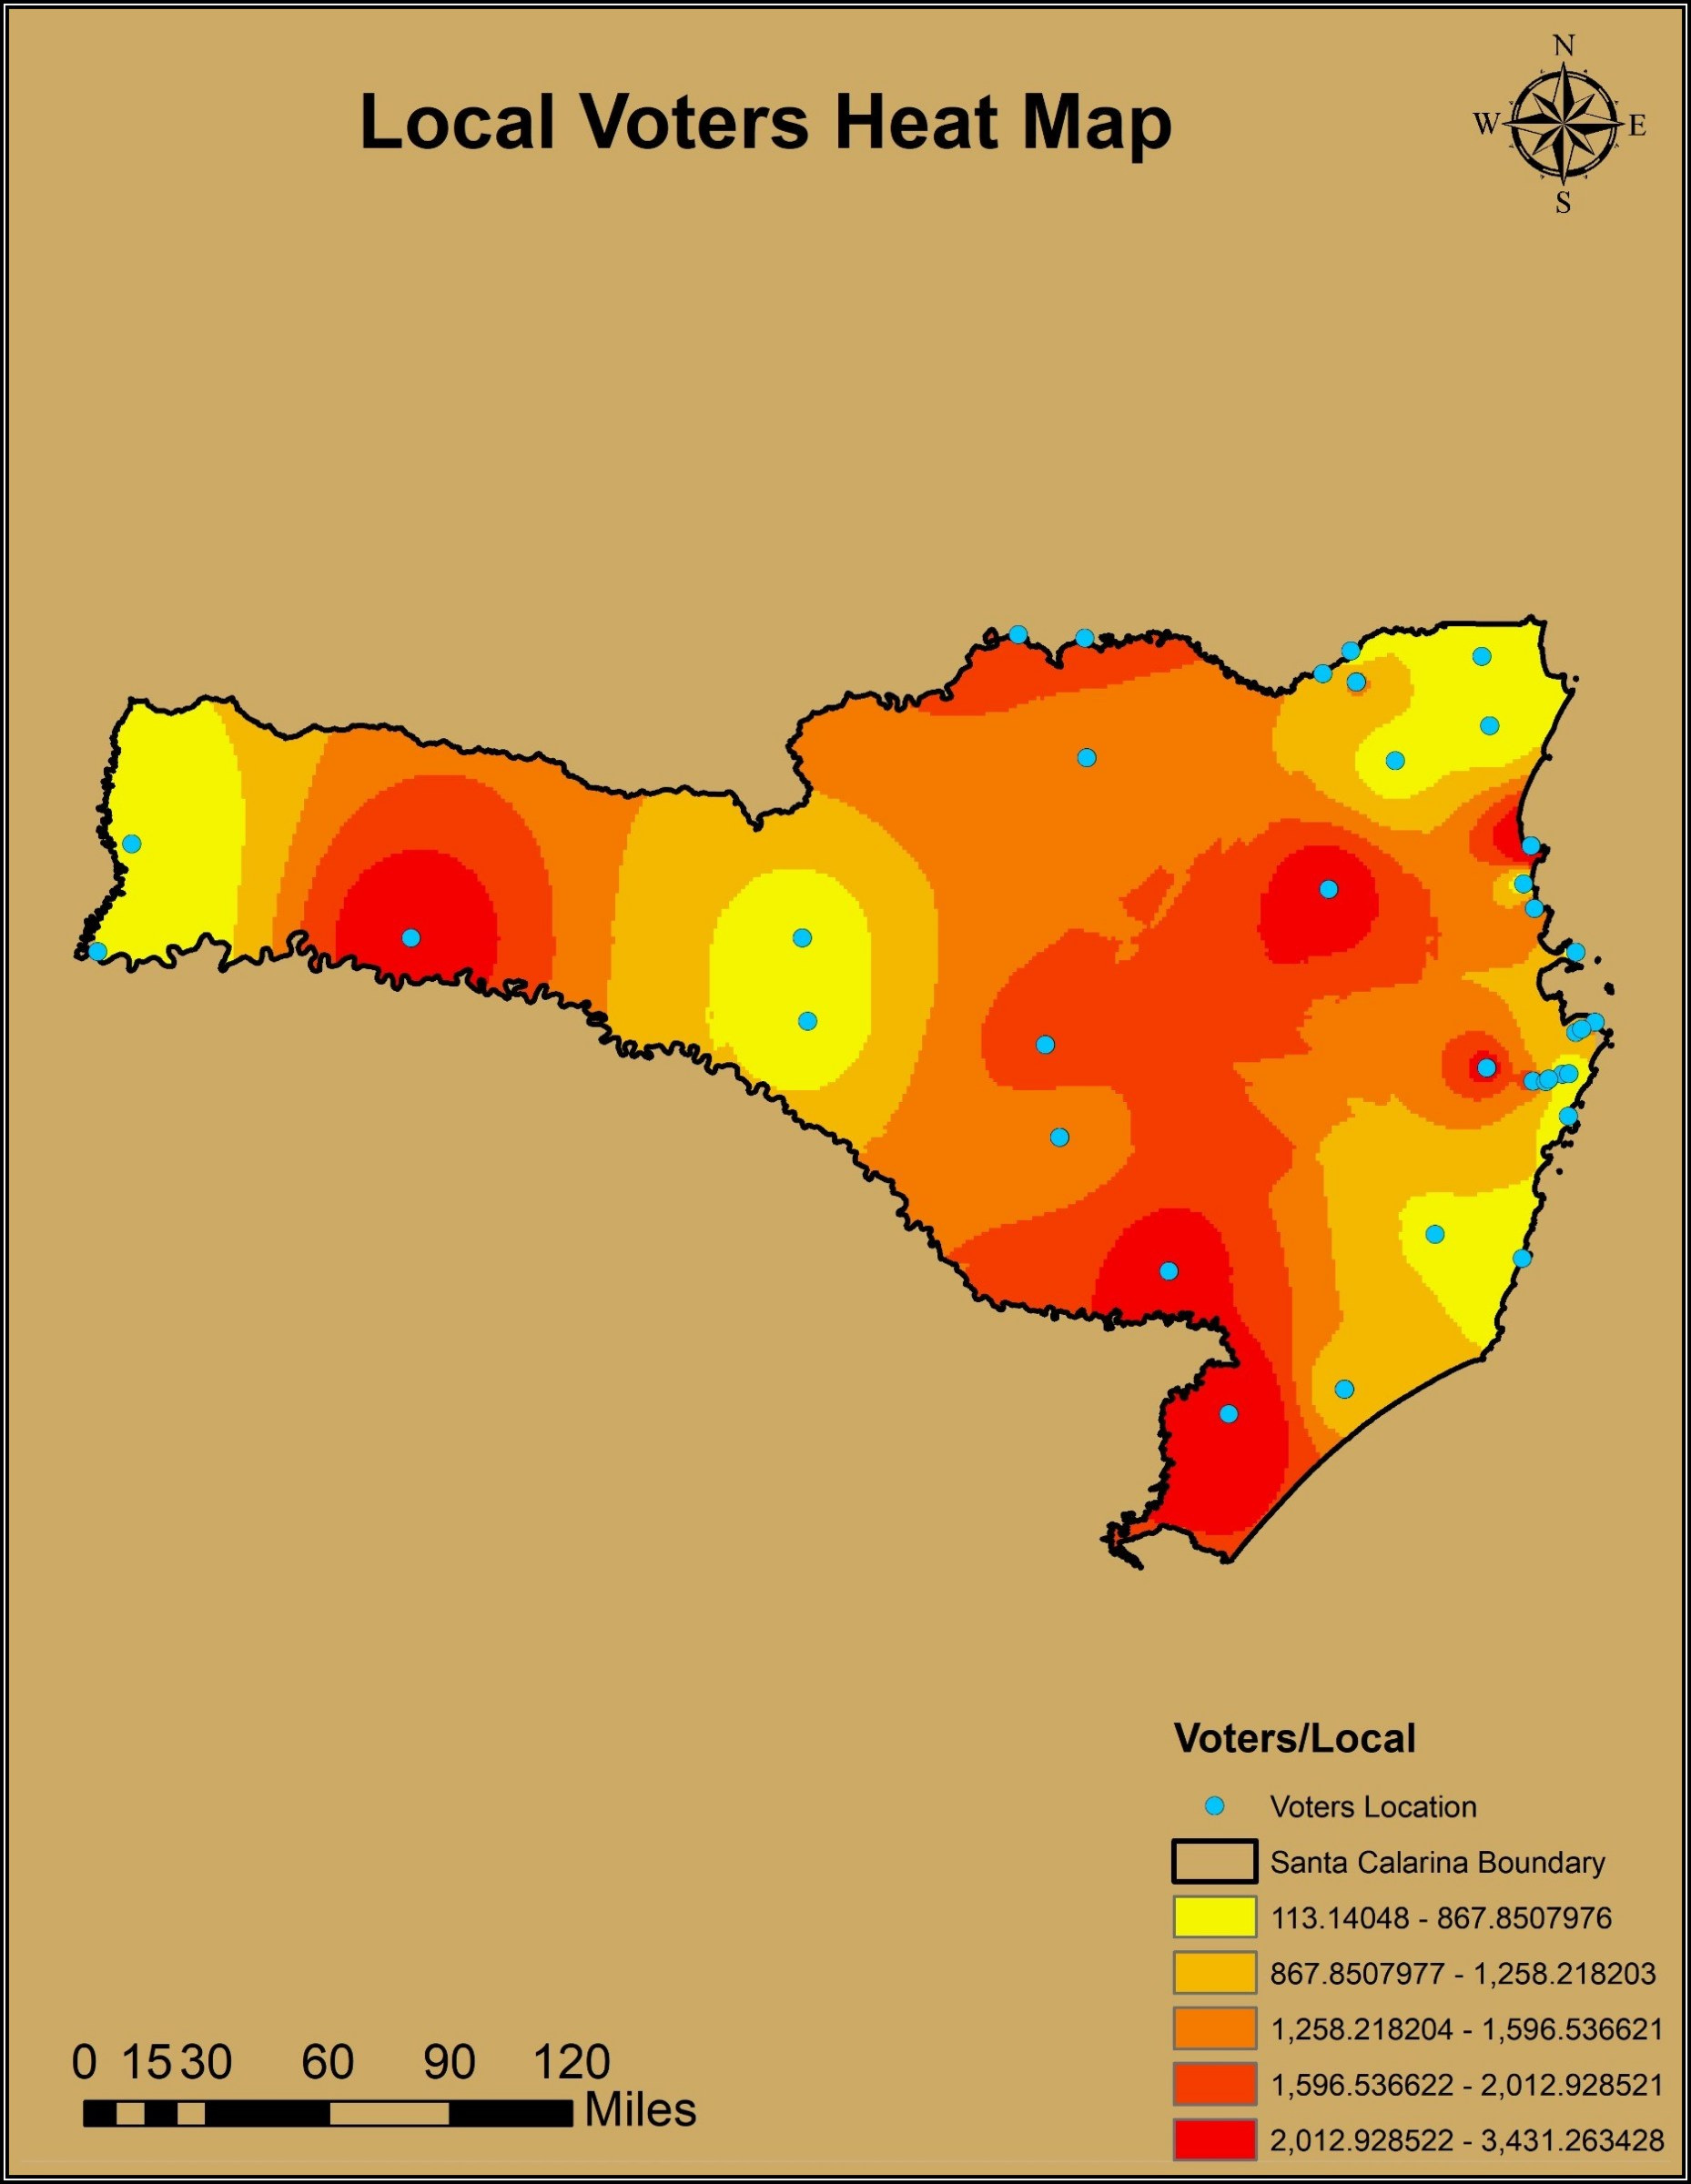 N
Local Voters Heat Map
W E
S
Voters/Local
Voters Location
Santa Calarina Boundary
113.14048 - 867.8507976
867.8507977 - 1,258.218203
1,258.218204 - 1,596.536621
1,596.536622 - 2,012.928521
2,012.928522 - 3,431.263428
0 15 30 60 90 120
Miles